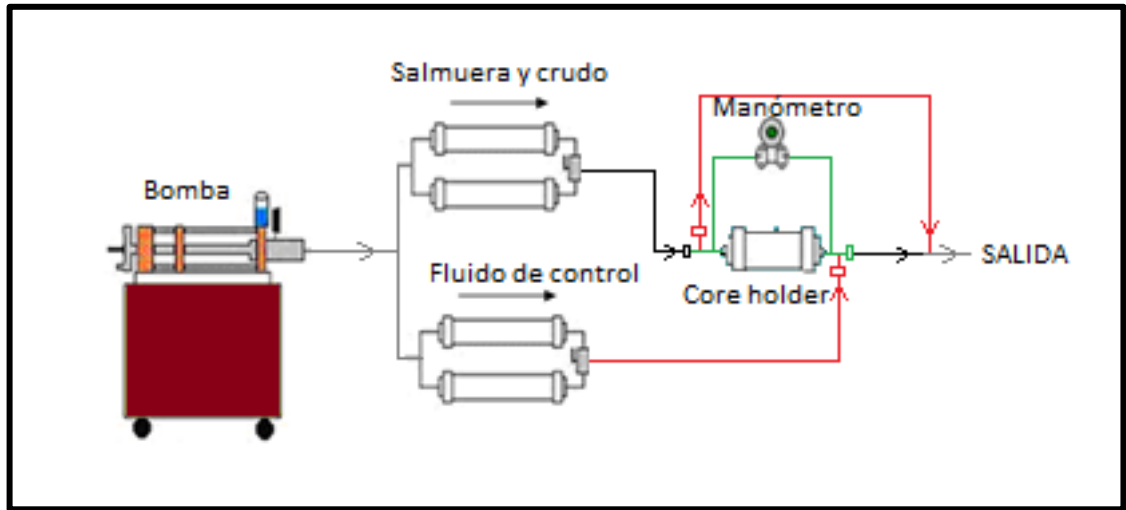 Salmuera y crudo
Manómetro
Bomba
SALIDA
Fluido de control
Core holder